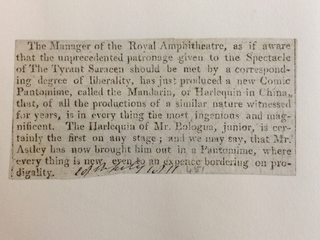 The Manager of the Royal Amphitheatre, as if aware
that the unprecedented patronage given to the Spectacle
of The Tyrant Saracen should be met by a correspond-
ing degree of liberality, has just produced a new Comic
Pantomime, called the Mandarin, or Harlequin in China,
that, of all the productions of a similar nature witnessed
for years, is in every thing the most ingenious and mag-
nificent. The Harlequin of Mr. Bologna, junior, is cer-
tainly the first on any stage; and we may say, that Mr.
Astley has now brought him out in a Pantomime, where
every thing is new, even to an expence bordering on pro-
digality.